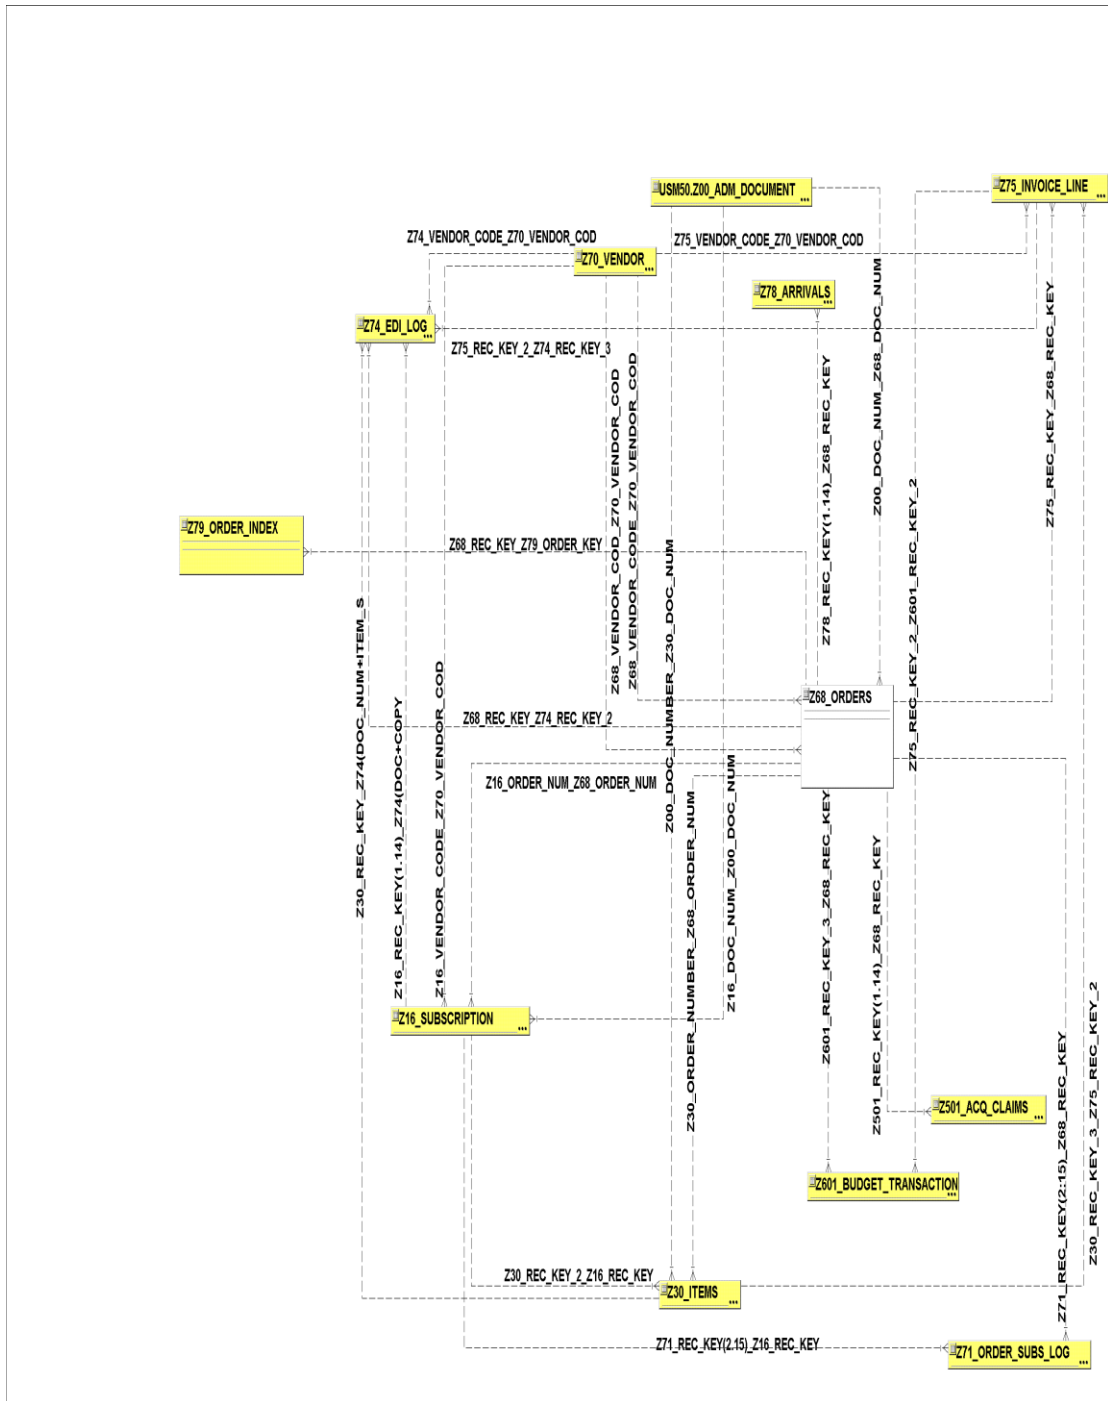 USM50.Z00_ADM_DOCUMENT
Z75_INVOICE_LINE
Z74_VENDOR_CODE_Z70_VENDOR_COD
Z75_VENDOR_CODE_Z70_VENDOR_COD
Z70_VENDOR
Z78_ARRIVALS
Z74_EDI_LOG
Z75_REC_KEY_2_Z74_REC_KEY_3
Z00_DOC_NUM_Z68_DOC_NUM
Z75_REC_KEY_Z68_REC_KEY
Z78_REC_KEY(1.14)_Z68_REC_KEY
Z68_VENDOR_COD_Z70_VENDOR_COD
Z68_VENDOR_CODE_Z70_VENDOR_COD
Z79_ORDER_INDEX
Z68_REC_KEY_Z79_ORDER_KEY
Z00_DOC_NUMBER_Z30_DOC_NUM
Z75_REC_KEY_2_Z601_REC_KEY_2
Z30_REC_KEY_Z74(DOC_NUM+ITEM_S
Z16_REC_KEY(1.14)_Z74(DOC+COPY
Z16_VENDOR_CODE_Z70_VENDOR_COD
Z68_ORDERS
Z68_REC_KEY_Z74_REC_KEY_2
Z16_ORDER_NUM_Z68_ORDER_NUM
Z16_DOC_NUM_Z00_DOC_NUM
Z30_ORDER_NUMBER_Z68_ORDER_NUM
Z601_REC_KEY_3_Z68_REC_KEY
Z501_REC_KEY(1.14)_Z68_REC_KEY
Z16_SUBSCRIPTION
Z71_REC_KEY(2:15)_Z68_REC_KEY
Z30_REC_KEY_3_Z75_REC_KEY_2
Z501_ACQ_CLAIMS
Z601_BUDGET_TRANSACTION
Z30_REC_KEY_2_Z16_REC_KEY
Z30_ITEMS
Z71_REC_KEY(2.15)_Z16_REC_KEY
Z71_ORDER_SUBS_LOG